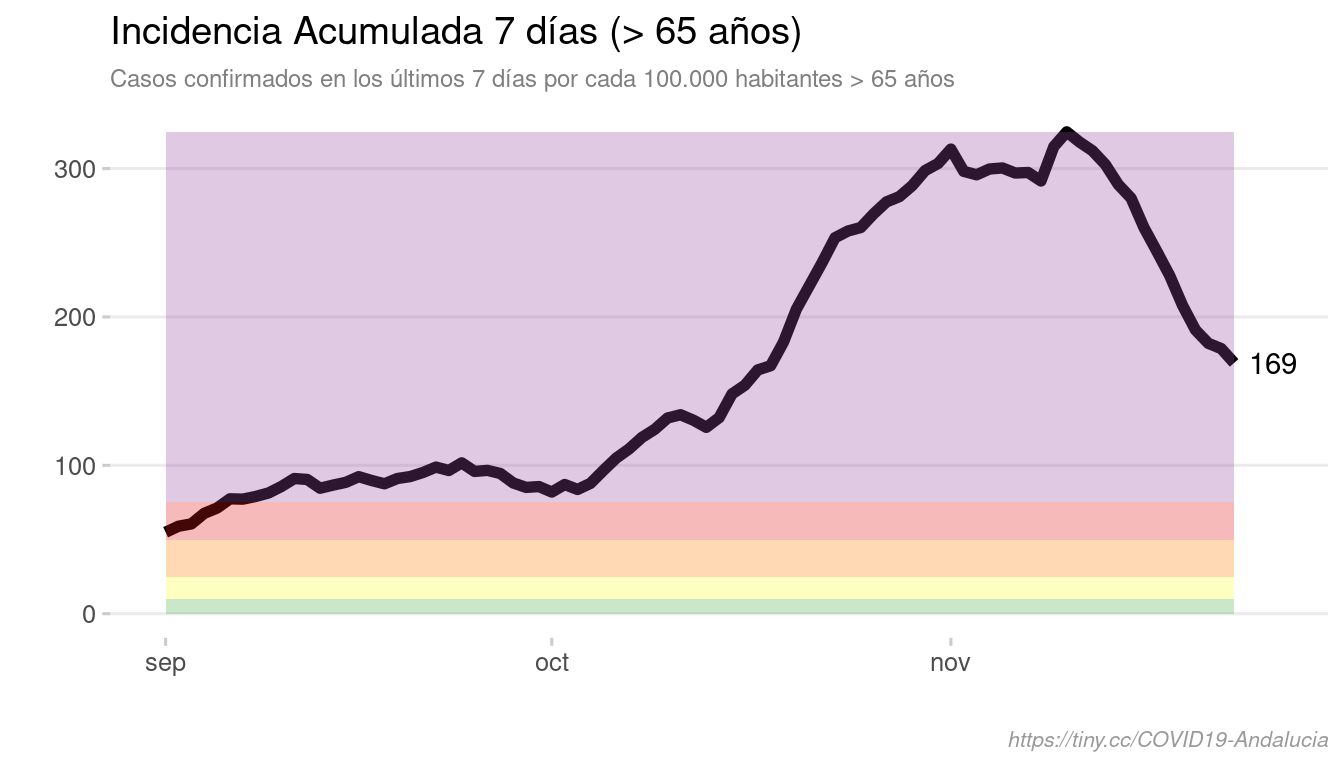 Incidencia Acumulada 7 días (> 65 años)
Casos confirmados en los últimos 7 días por cada 100.000 habitantes > 65 años
300
200
169
100
0
sep oct nov
https://tiny.cc/COVID19-Andalucia